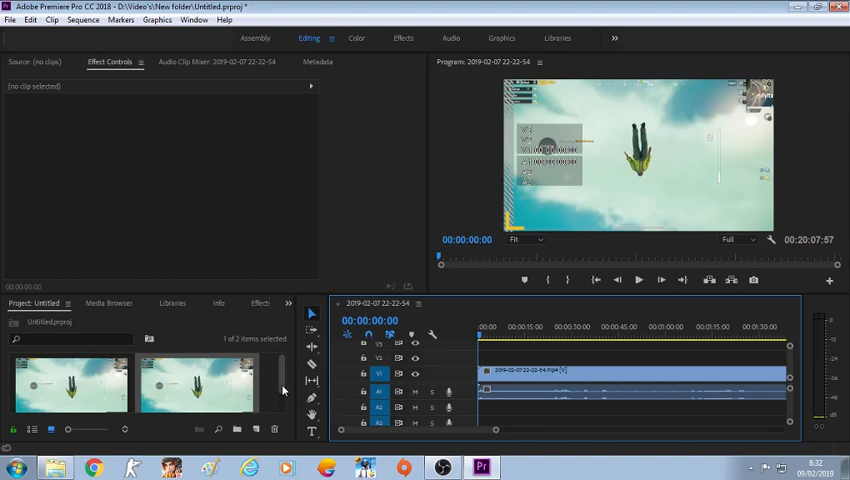 Adobe Premiere Pro CC 2018 - D:\Video's\New folder\Untitled.prproj *
File Edit Clip Sequence Markers Graphics Window Help
Assembly Editing Color Effects Audio Graphics Libraries
Source: (no clips) Effect Controls Audio Clip Mixer: 2019-02-07 22-22-54 Metadata
Program: 2019-02-07 22-22-54
(no clip selected)
00:00:00:00 Fit Full 00:20:07:57
00:00:00:00
Project: Untitled Media Browser Libraries Info Effects
2019-02-07 22-22-54
Untitled.prproj
00:00:00:00
1 of 2 items selected
:00:00 00:00:15:00 00:00:30:00 00:00:45:00 00:01:00:00 00:01:15:00 00:01:30:00
V3
V2
V1 2019-02-07 22-22-54.mp4 [V]
A1 M S
A2 M S
A3 M S
0
8:32
09/02/2019